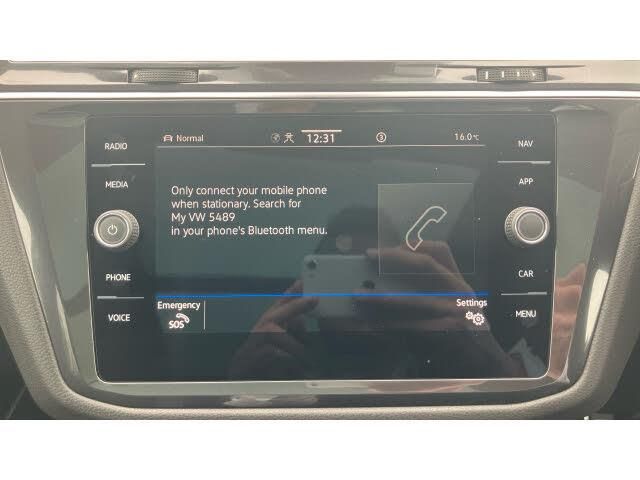 RADIO
MEDIA
PHONE
VOICE
Normal
12:31
3
16.0°C
Only connect your mobile phone
when stationary. Search for
My VW 5489
in your phone's Bluetooth menu.
Emergency
SOS
Settings
NAV
APP
CAR
MENU